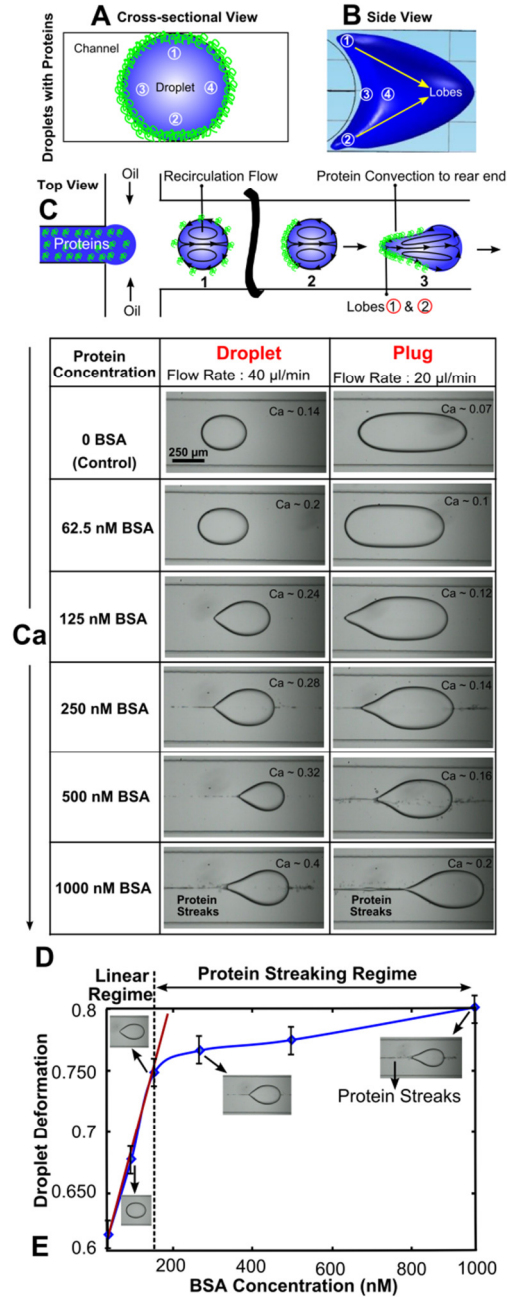 A Cross-sectional View
B Side View
Droplets with Proteins
Channel
Droplet
① ② ③ ④
① ② ③ ④
Lobes
C
Top View
Oil
Recirculation Flow
Protein Convection to rear end
Proteins
1
2
3
Oil
Lobes ① & ②
Protein Concentration
Droplet
Flow Rate : 40 µl/min
Plug
Flow Rate : 20 µl/min
Ca
0 BSA
(Control)
Ca ~ 0.14
250 µm
Ca ~ 0.07
62.5 nM BSA
Ca ~ 0.2
Ca ~ 0.1
125 nM BSA
Ca ~ 0.24
Ca ~ 0.12
250 nM BSA
Ca ~ 0.28
Ca ~ 0.14
500 nM BSA
Ca ~ 0.32
Ca ~ 0.16
1000 nM BSA
Ca ~ 0.4
Protein
Streaks
Ca ~ 0.2
Protein
Streaks
D
Linear
Regime
Protein Streaking Regime
Droplet Deformation
0.8
0.750
0.7
0.650
0.6
Protein Streaks
E
200
400
600
800
1000
BSA Concentration (nM)